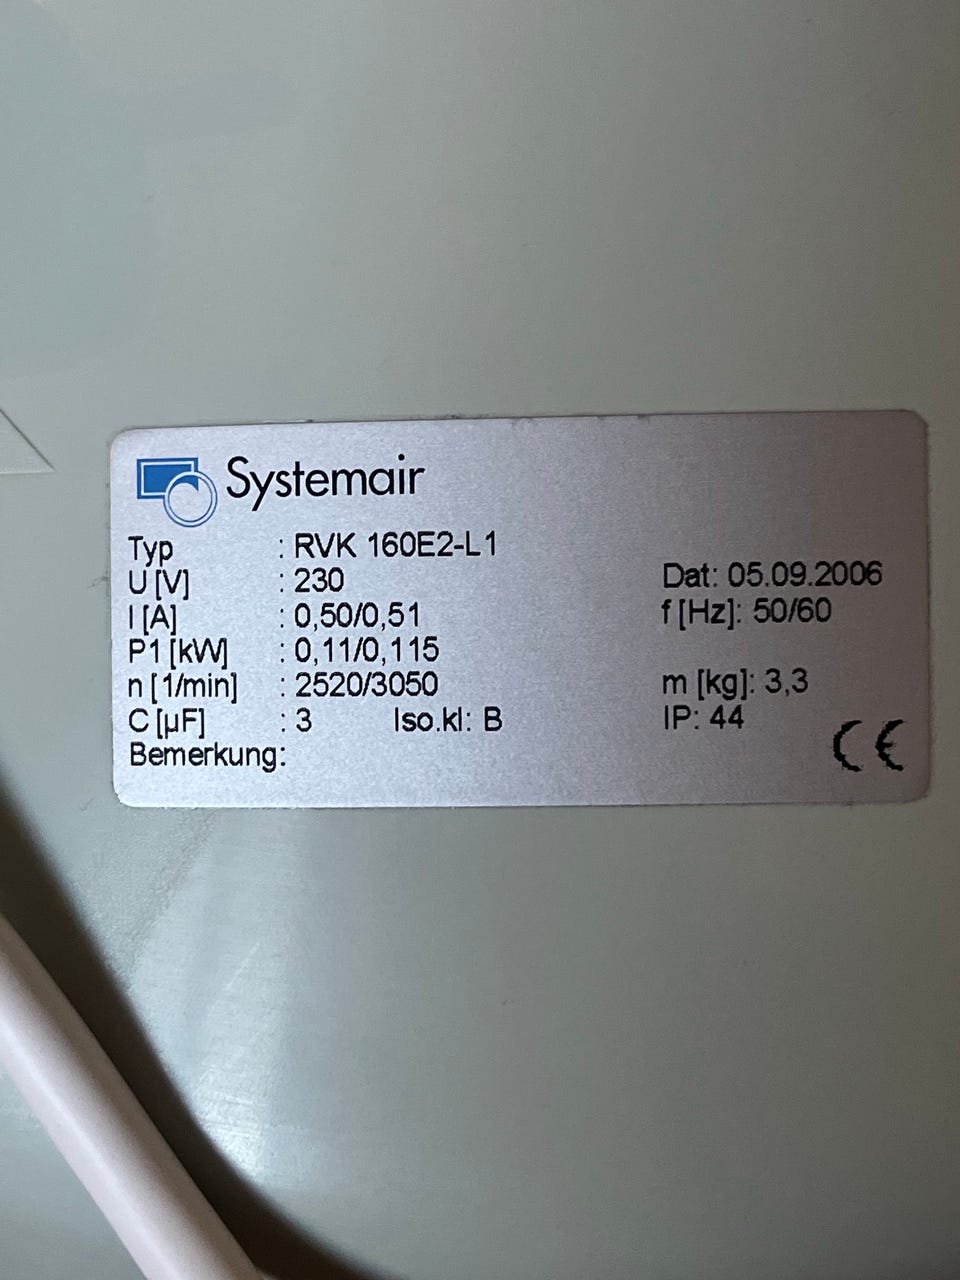 Systemair
Typ : RVK 160E2-L1
U [V] : 230 Dat: 05.09.2006
I [A] : 0,50/0,51 f [Hz]: 50/60
P1 [kW] : 0,11/0,115
n [1/min] : 2520/3050 m [kg]: 3,3
C [µF] : 3 Iso.kl: B IP: 44
Bemerkung: CE